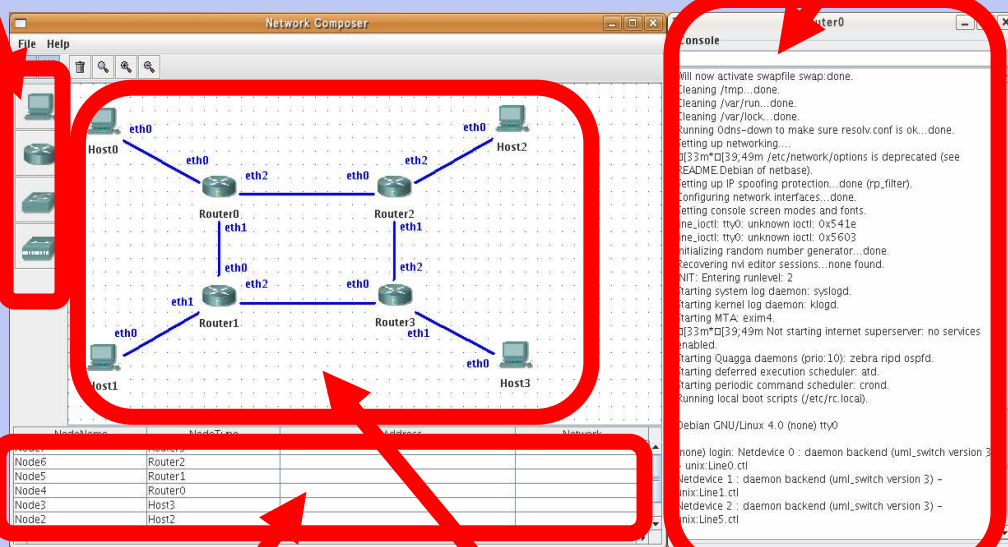 Network Composer
File Help
Host0
eth0
eth0
Host2
eth0
eth2
eth2
eth0
Router0
Router2
eth1
eth1
eth0
eth2
eth2
eth0
eth1
Router1
Router3
eth0
eth1
Host1
eth0
Host3
NodeName NodeType Address Network
Node6 Router2
Node5 Router1
Node4 Router0
Node3 Host3
Node2 Host2
Console
Will now activate swapfile swap:done.
Cleaning /tmp...done.
Cleaning /var/run...done.
Cleaning /var/lock...done.
Running 0dns-down to make sure resolv.conf is ok...done.
Setting up networking....
[33m*[39;49m /etc/network/options is deprecated (see
README.Debian of netbase).
Setting up IP spoofing protection...done (rp_filter).
Configuring network interfaces...done.
Setting console screen modes and fonts.
line_ioctl: tty0: unknown ioctl: 0x541e
line_ioctl: tty0: unknown ioctl: 0x5603
Initializing random number generator...done.
Recovering nvi editor sessions...none found.
INIT: Entering runlevel: 2
Starting system log daemon: syslogd.
Starting kernel log daemon: klogd.
Starting MTA: exim4.
[33m*[39;49m Not starting internet superserver: no services
enabled.
Starting Quagga daemons (prio:10): zebra ripd ospfd.
Starting deferred execution scheduler: atd.
Starting periodic command scheduler: crond.
Running local boot scripts (/etc/rc.local).
Debian GNU/Linux 4.0 (none) tty0
(none) login: Netdevice 0 : daemon backend (uml_switch version 3)
- unix:Line0.ctl
Netdevice 1 : daemon backend (uml_switch version 3) -
unix:Line1.ctl
Netdevice 2 : daemon backend (uml_switch version 3) -
unix:Line5.ctl